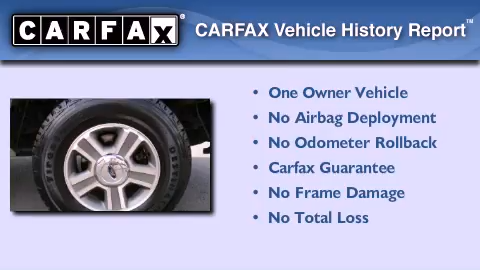 CARFAX® CARFAX Vehicle History Report™
One Owner Vehicle
No Airbag Deployment
No Odometer Rollback
Carfax Guarantee
No Frame Damage
No Total Loss